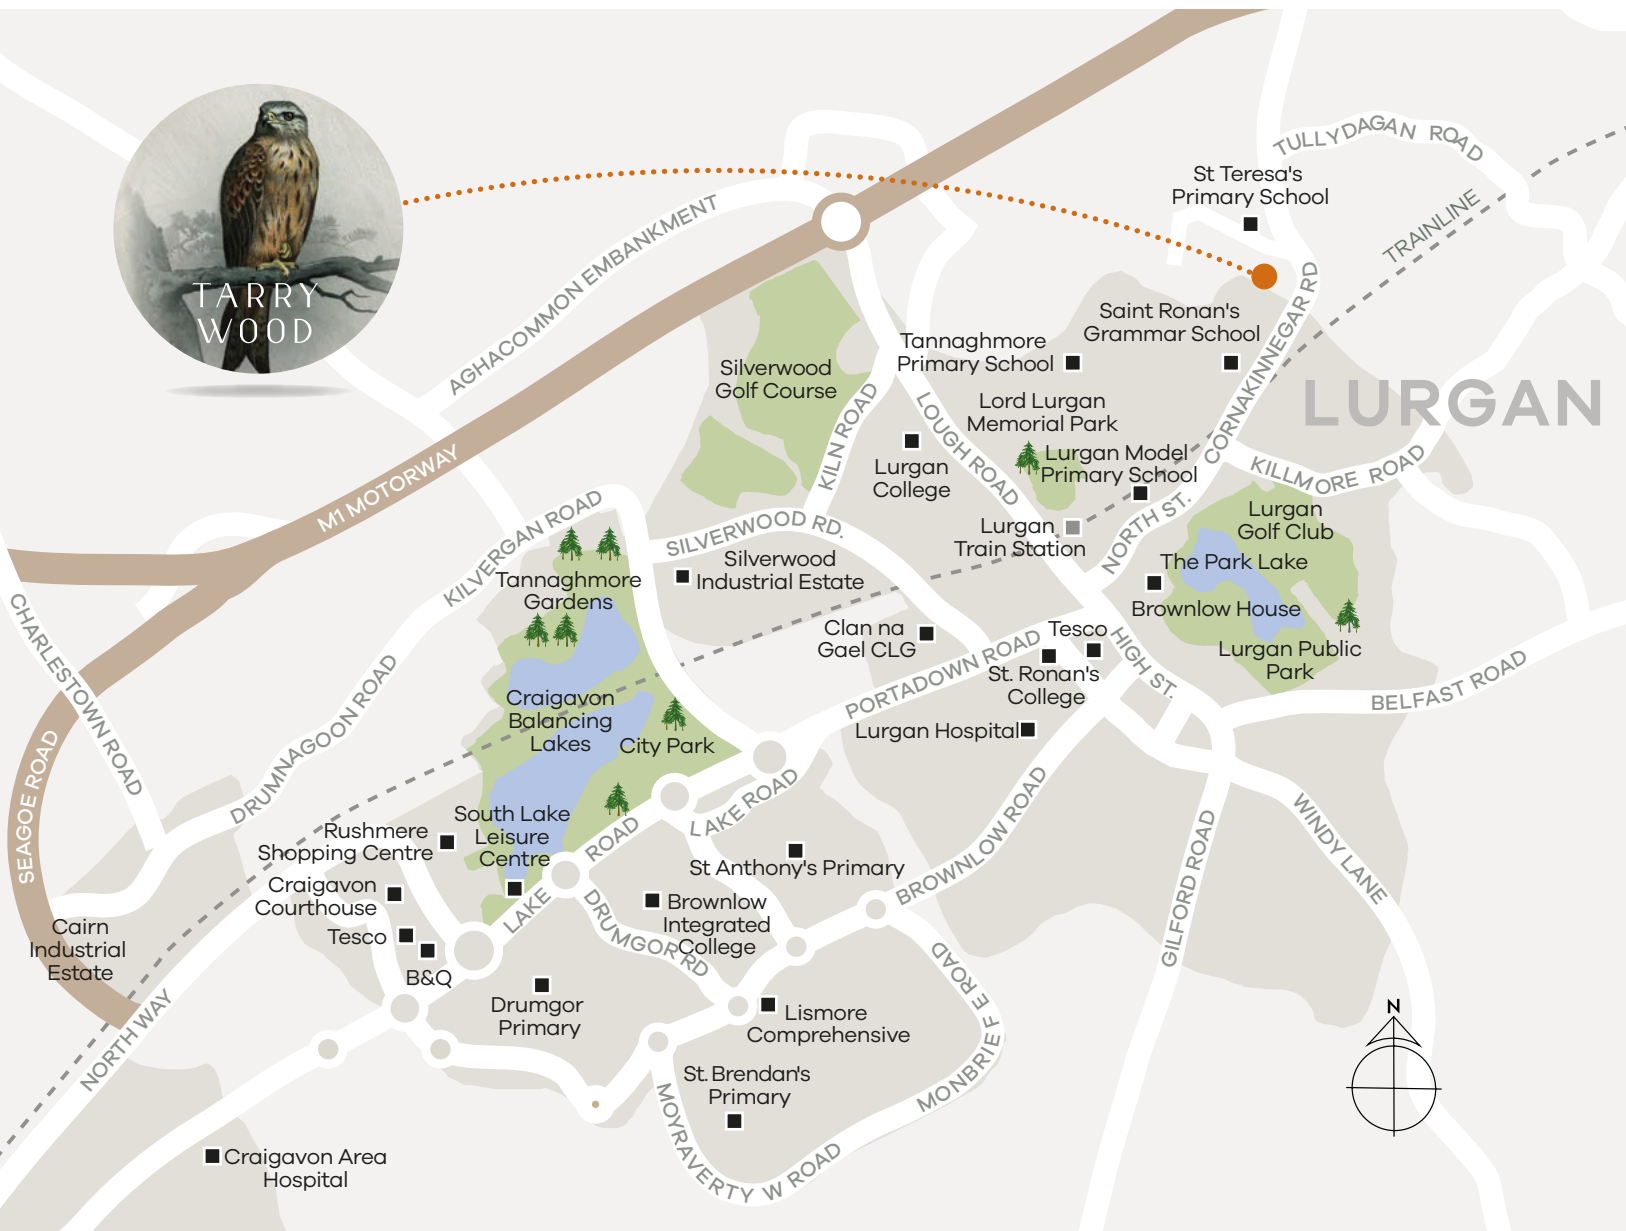 TULLYDAGAN ROAD
St Teresa's
Primary School
TRAINLINE
AGHACOMMON EMBANKMENT
TARRY
WOOD
Saint Ronan's
Grammar School
CORNAKINNEGAR RD
Tannaghmore
Primary School
Silverwood
Golf Course
LURGAN
Lord Lurgan
Memorial Park
KILN ROAD
LOUGH ROAD
Lurgan Model
Primary School
Lurgan
College
KILLMORE ROAD
M1 MOTORWAY
KILVERGAN ROAD
SILVERWOOD RD.
Lurgan
Train Station
NORTH ST.
Lurgan
Golf Club
The Park Lake
Silverwood
Industrial Estate
Tannaghmore
Gardens
Brownlow House
CHARLESTOWN ROAD
Clan na
Gael CLG
Tesco
HIGH ST.
Lurgan Public
Park
PORTADOWN ROAD
St. Ronan's
College
BELFAST ROAD
DRUMNAGOON ROAD
Craigavon
Balancing
Lakes
City Park
Lurgan Hospital
SEAGOE ROAD
South Lake
Leisure
Centre
LAKE ROAD
Rushmere
Shopping Centre
LAKE ROAD
St Anthony's Primary
BROWNLOW ROAD
WINDY LANE
GILFORD ROAD
Craigavon
Courthouse
Brownlow
Integrated
College
DRUMGOR RD
Cairn
Industrial
Estate
Tesco
B&Q
MONBRIEF E ROAD
Drumgor
Primary
Lismore
Comprehensive
N
NORTH WAY
St. Brendan's
Primary
MOYRAVERTY W ROAD
Craigavon Area
Hospital